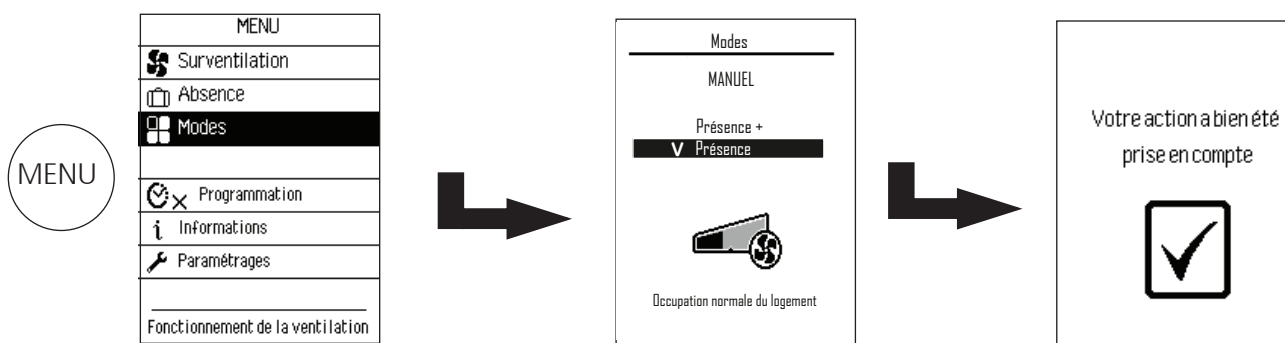 MENU
MENU
Surventilation
Absence
Modes
Programmation
i Informations
Paramétrages
Fonctionnement de la ventilation
Modes
MANUEL
Présence +
V Présence
Occupation normale du logement
Votre action a bien été
prise en compte